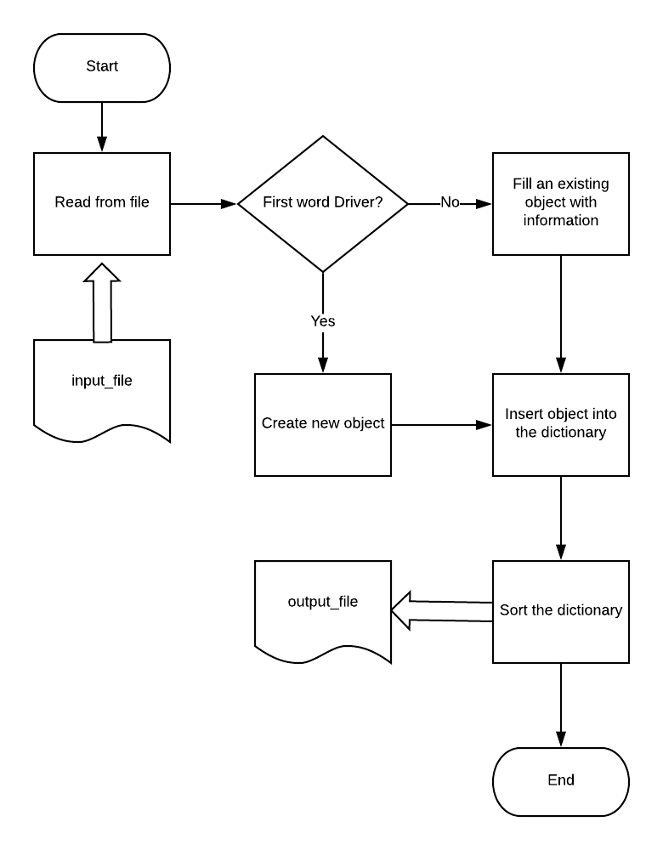 Start
Read from file
First word Driver?
No
Fill an existing
object with
information
Yes
input_file
Create new object
Insert object into
the dictionary
output_file
Sort the dictionary
End